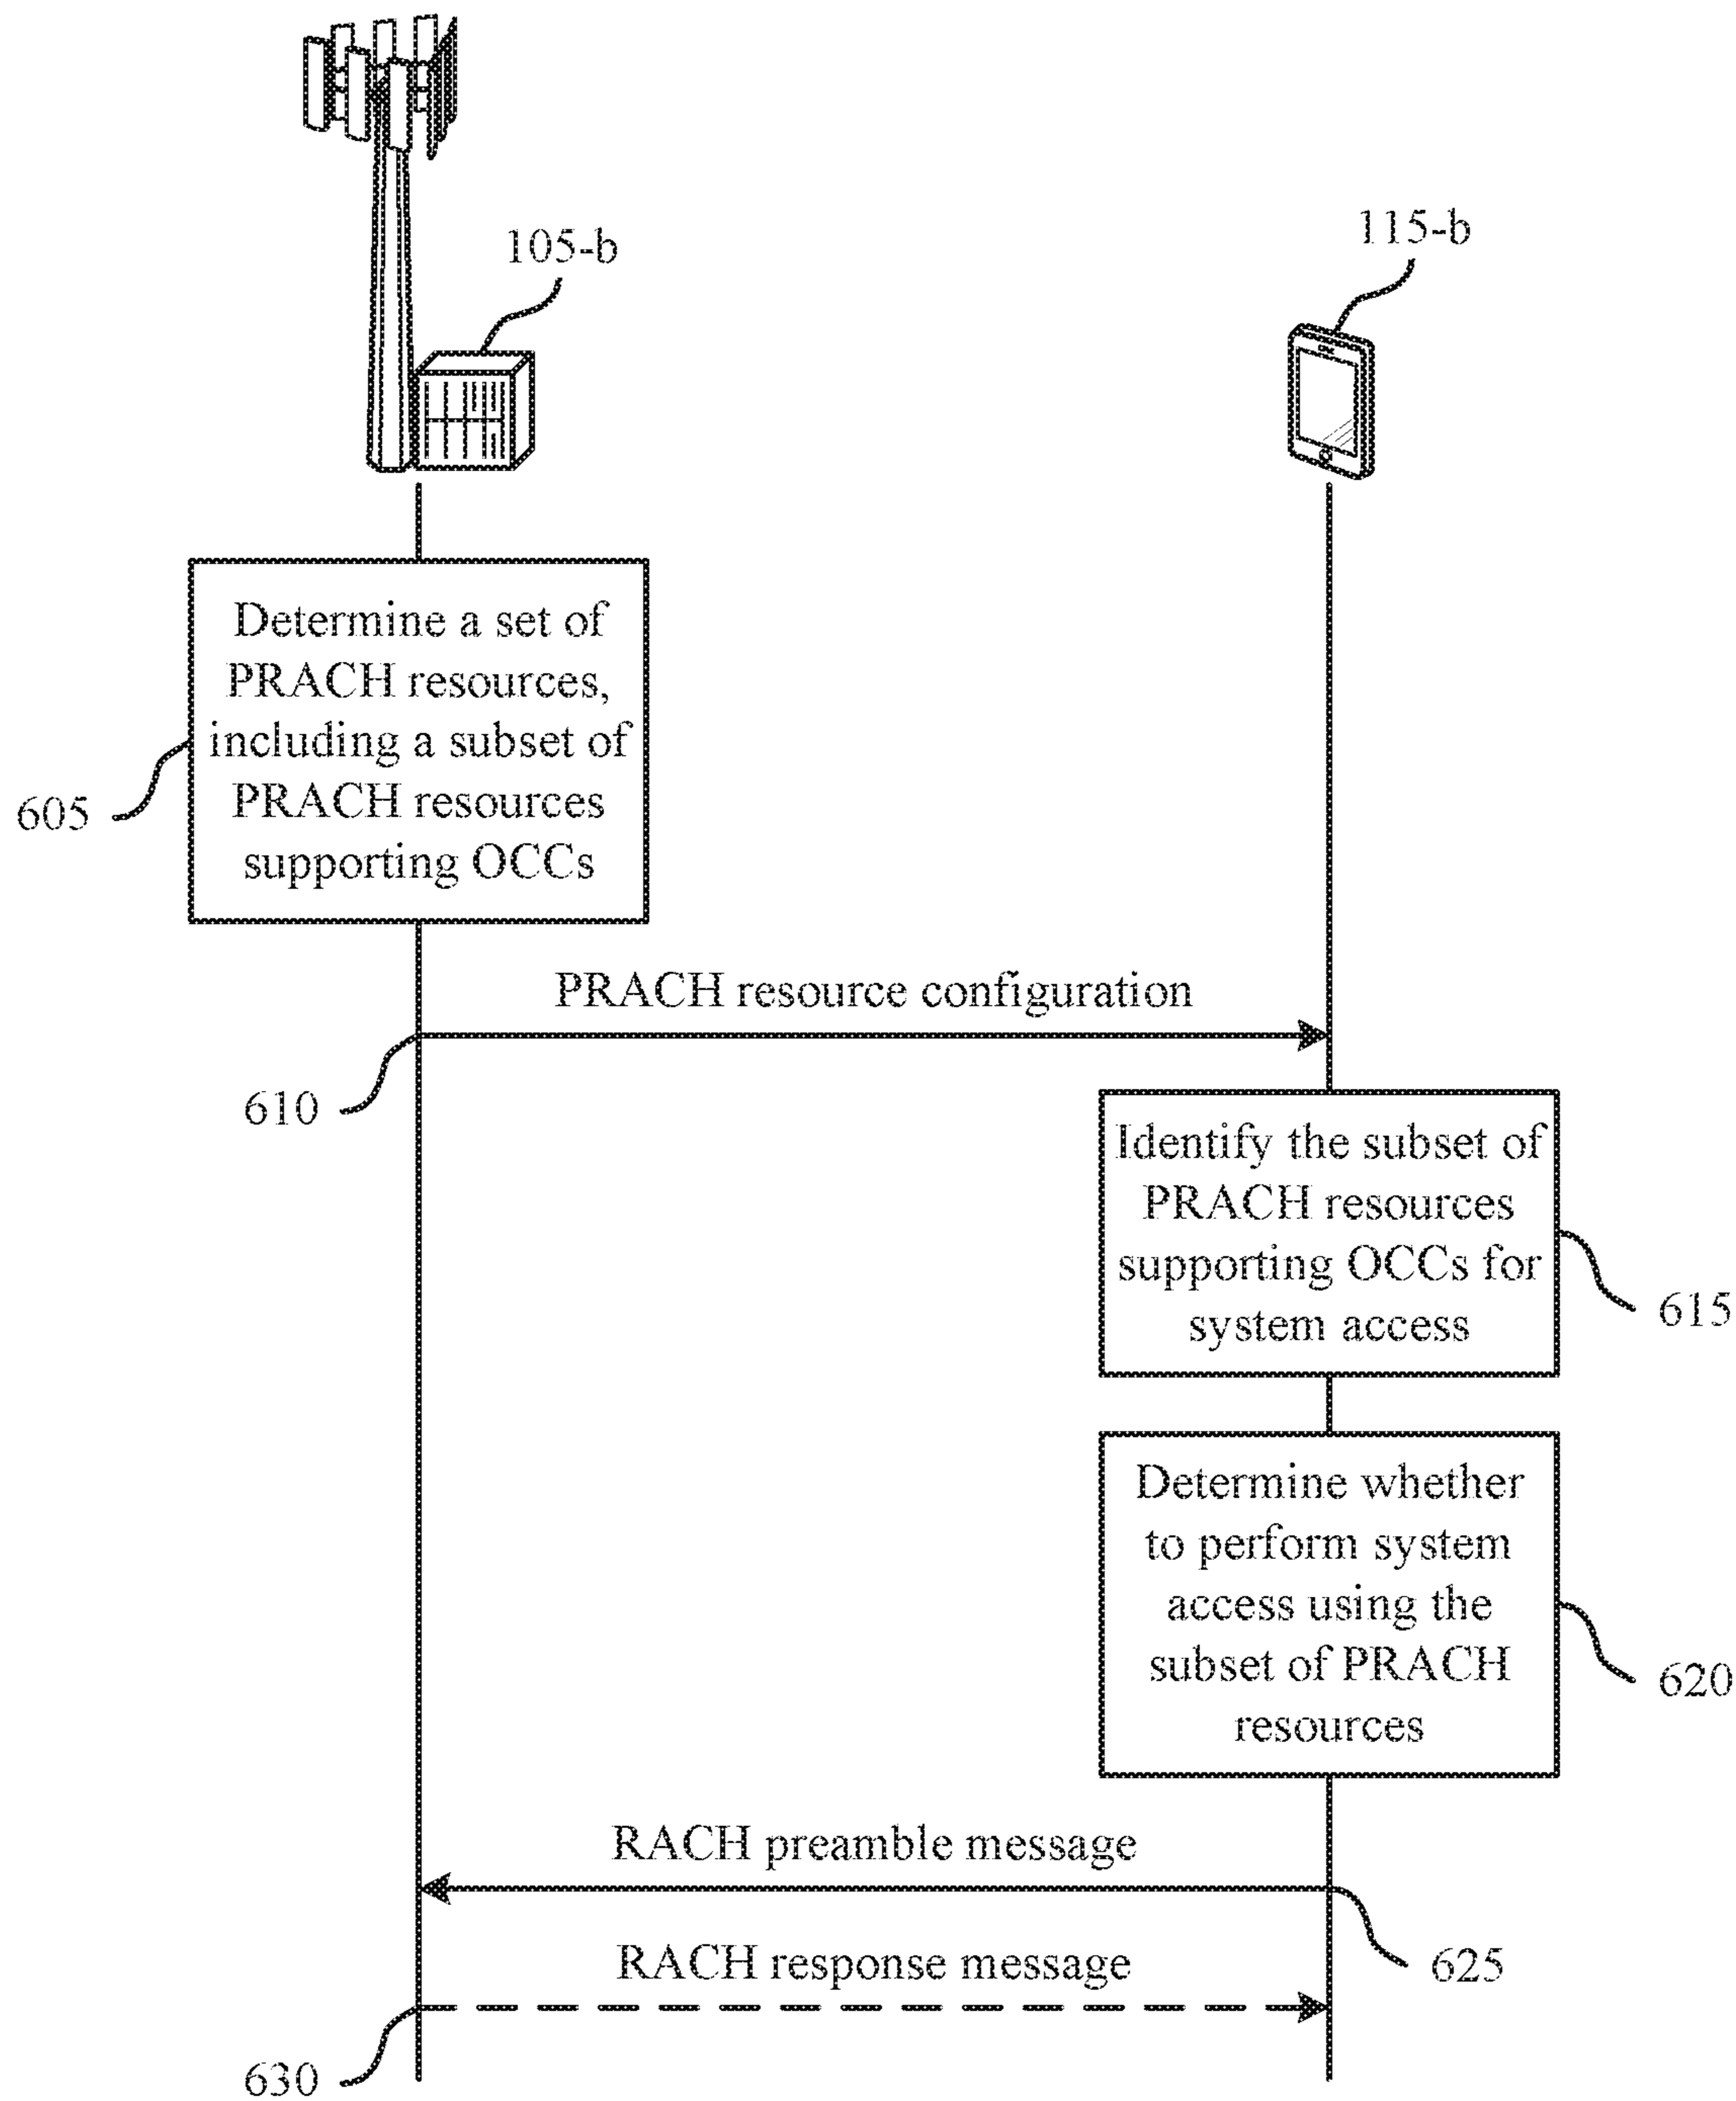 105-b
115-b
Determine a set of
PRACH resources,
including a subset of
PRACH resources
supporting OCCs
605
PRACH resource configuration
610
Identify the subset of
PRACH resources
supporting OCCs for
system access
615
Determine whether
to perform system
access using the
subset of PRACH
resources
620
RACH preamble message
625
RACH response message
630